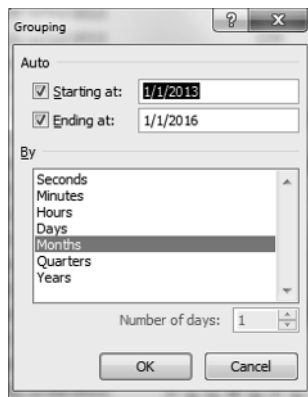 Grouping
?
X
Auto
Starting at: 1/1/2013
Ending at: 1/1/2016
By
Seconds
Minutes
Hours
Days
Months
Quarters
Years
Number of days: 1
OK Cancel